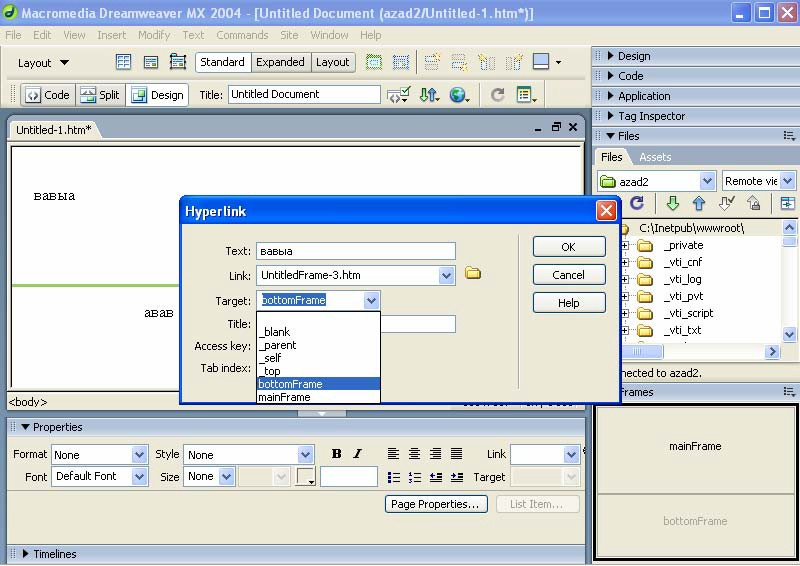 Macromedia Dreamweaver MX 2004 - [Untitled Document (azad2/Untitled-1.htm*)]
File Edit View Insert Modify Text Commands Site Window Help
Layout Standard Expanded Layout
Code Split Design Title: Untitled Document
Untitled-1.htm*
вавыа
авав
<body>
Hyperlink
Text: вавыа
Link: UntitledFrame-3.htm
Target: bottomFrame
Title:
Access key:
Tab index:
_blank
_parent
_self
_top
bottomFrame
mainFrame
OK
Cancel
Help
Properties
Format None Style None B I Link
Font Default Font Size None Target
Page Properties... List Item...
Timelines
Design
Code
Application
Tag Inspector
Files
Files Assets
azad2 Remote vie
C:\Inetpub\wwwroot\
_private
_vti_cnf
_vti_log
_vti_pvt
_vti_script
_vti_txt
nected to azad2.
rames
mainFrame
bottomFrame